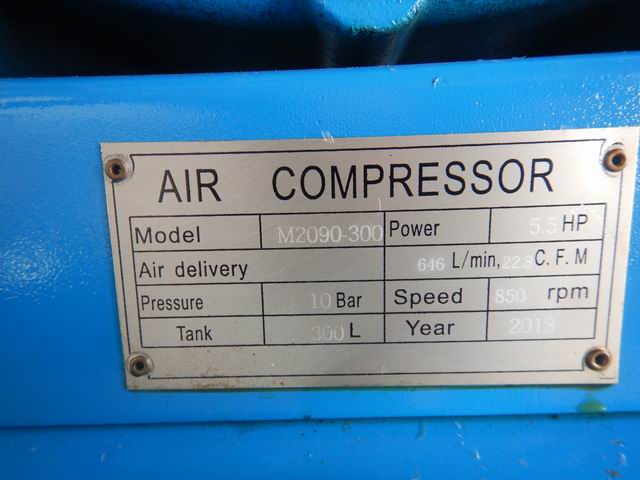 AIR COMPRESSOR
Model M2090-300 Power 5.5 HP
Air delivery 646 L/min, 22.8 C. F. M
Pressure 10 Bar Speed 850 rpm
Tank 300 L Year 2018